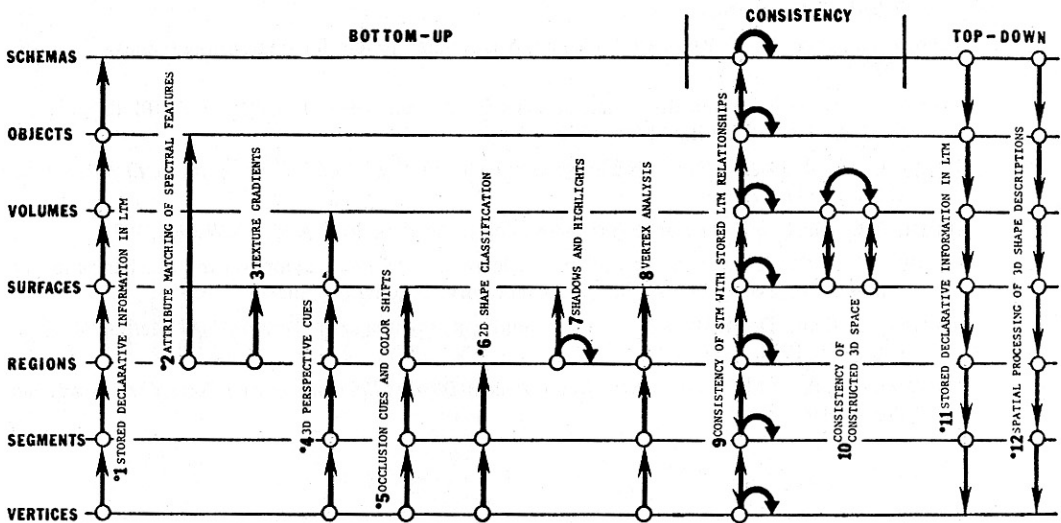 BOTTOM-UP
CONSISTENCY
TOP-DOWN
SCHEMAS
OBJECTS
VOLUMES
SURFACES
REGIONS
SEGMENTS
VERTICES
*1 STORED DECLARATIVE INFORMATION IN LTM
*2 ATTRIBUTE MATCHING OF SPECTRAL FEATURES
3 TEXTURE GRADIENTS
*4 3D PERSPECTIVE CUES
*5 OCCLUSION CUES AND COLOR SHIFTS
*6 2D SHAPE CLASSIFICATION
7 SHADOWS AND HIGHLIGHTS
8 VERTEX ANALYSIS
9 CONSISTENCY OF STM WITH STORED LTM RELATIONSHIPS
10 CONSISTENCY OF
CONSTRUCTED 3D SPACE
*11 STORED DECLARATIVE INFORMATION IN LTM
*12 SPATIAL PROCESSING OF 3D SHAPE DESCRIPTIONS